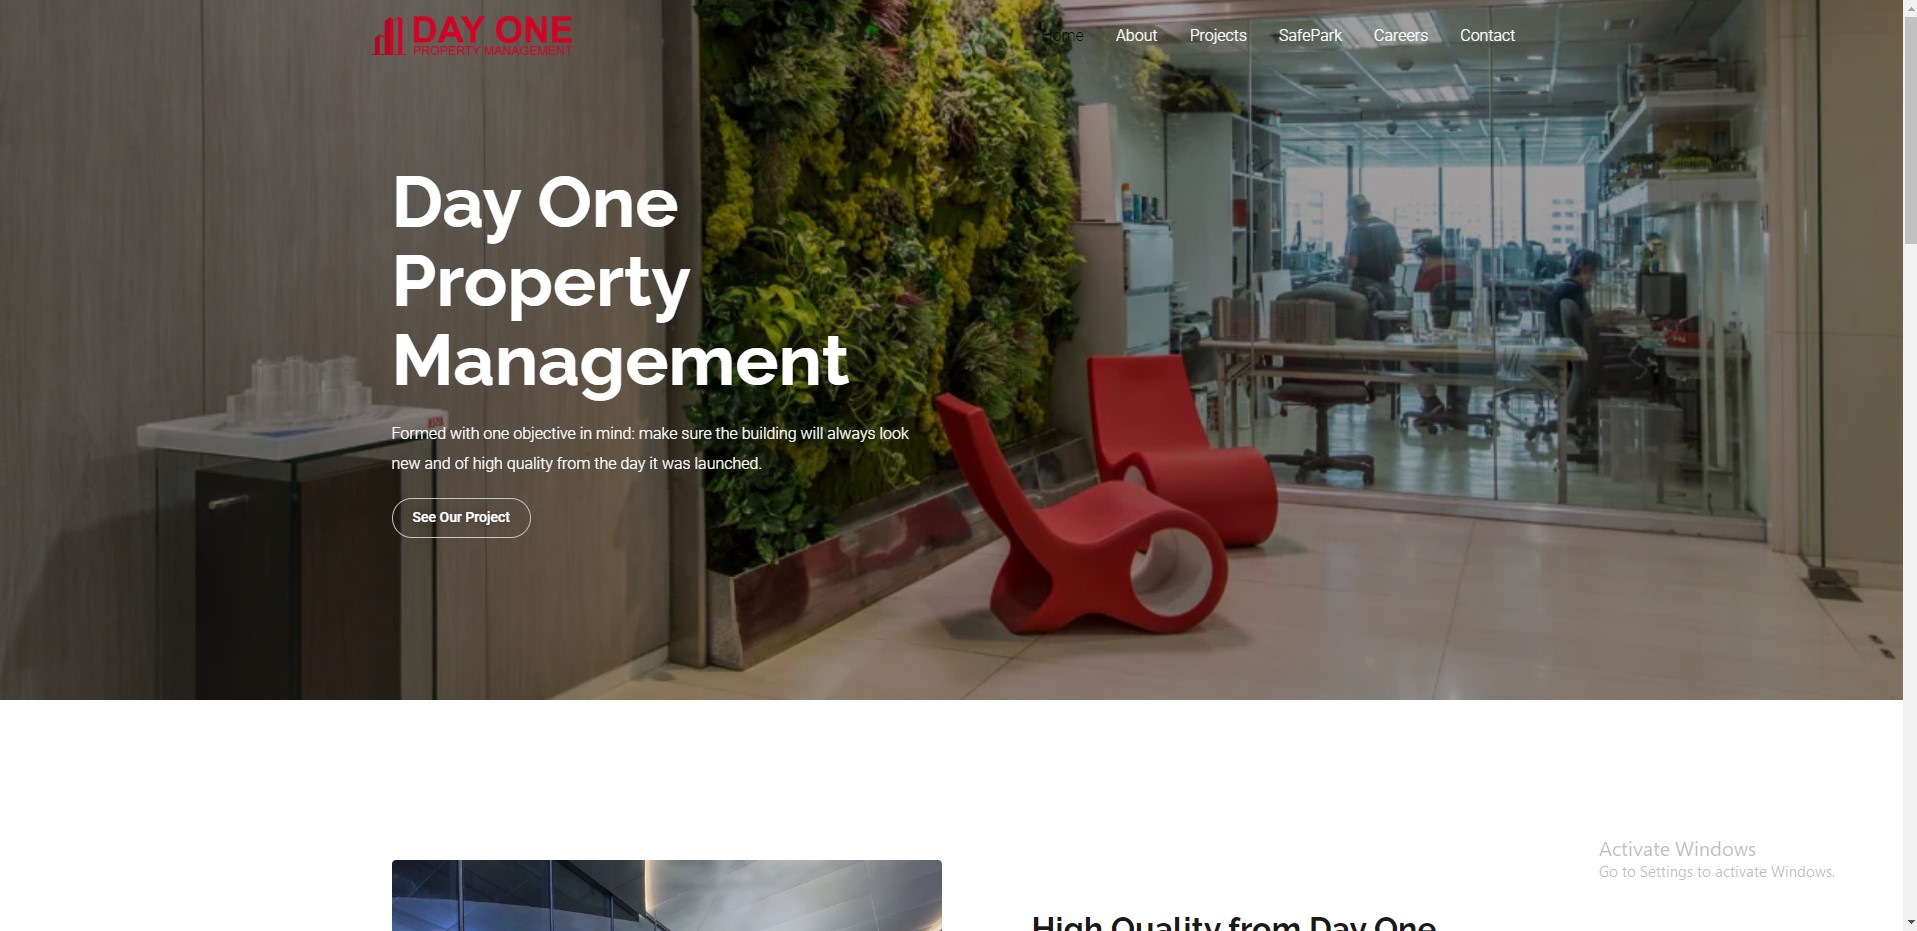 DAY ONE
PROPERTY MANAGEMENT
Home About Projects SafePark Careers Contact
Day One
Property
Management
Formed with one objective in mind: make sure the building will always look
new and of high quality from the day it was launched.
See Our Project
Activate Windows
Go to Settings to activate Windows.
High Quality from Day One